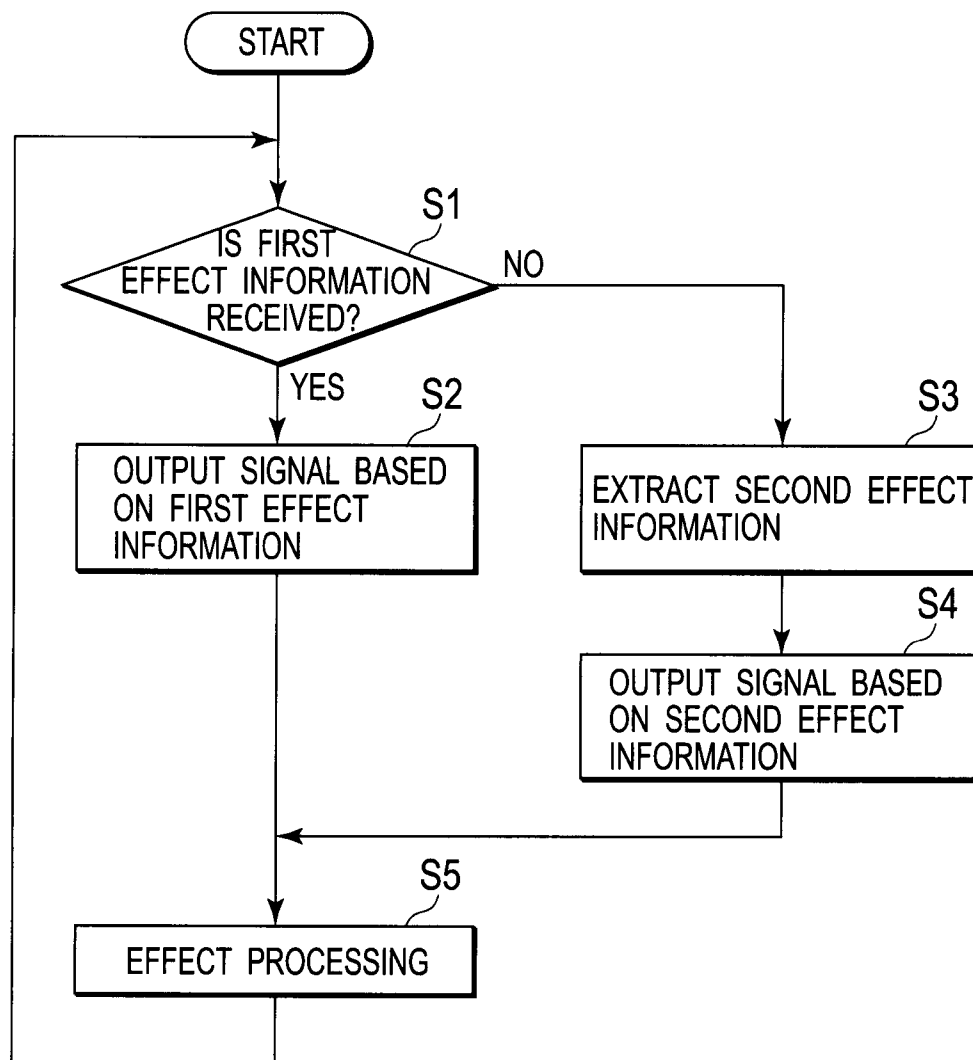 START
S1
IS FIRST
EFFECT INFORMATION
RECEIVED?
NO
YES
S2
OUTPUT SIGNAL BASED
ON FIRST EFFECT
INFORMATION
S3
EXTRACT SECOND EFFECT
INFORMATION
S4
OUTPUT SIGNAL BASED
ON SECOND EFFECT
INFORMATION
S5
EFFECT PROCESSING